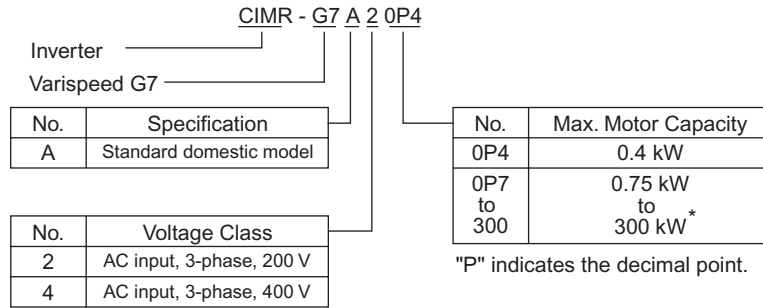 CIMR - G7 A 2 0P4
Inverter
Varispeed G7
No. Specification
A Standard domestic model
No. Voltage Class
2 AC input, 3-phase, 200 V
4 AC input, 3-phase, 400 V
No. Max. Motor Capacity
0P4 0.4 kW
0P7 0.75 kW
to to
300 300 kW *
"P" indicates the decimal point.